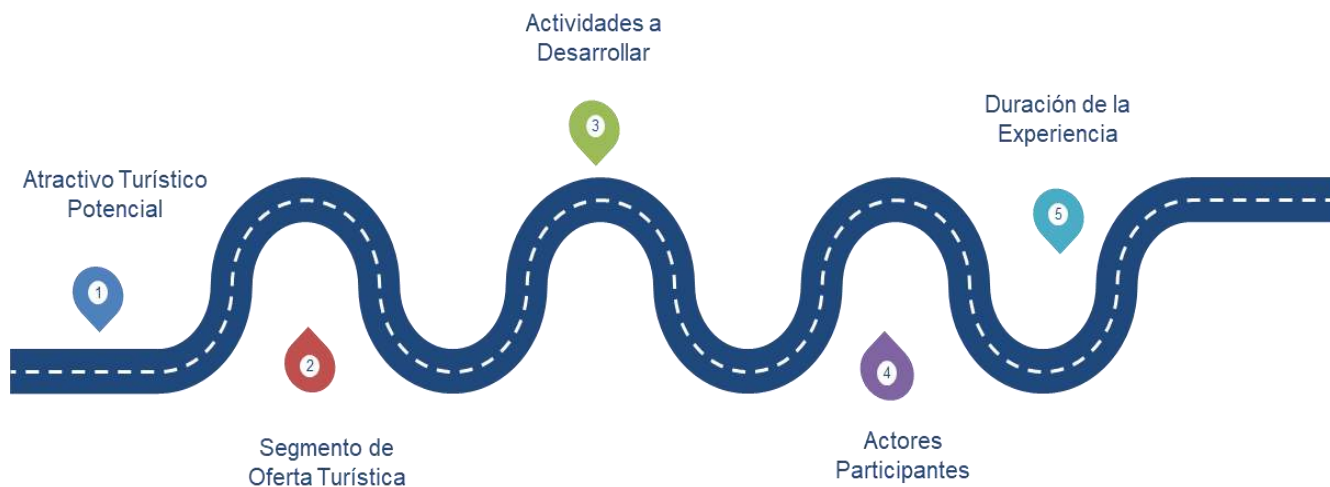 Atractivo Turístico
Potencial
1
2
Segmento de
Oferta Turística
Actividades a
Desarrollar
3
4
Actores
Participantes
Duración de la
Experiencia
5